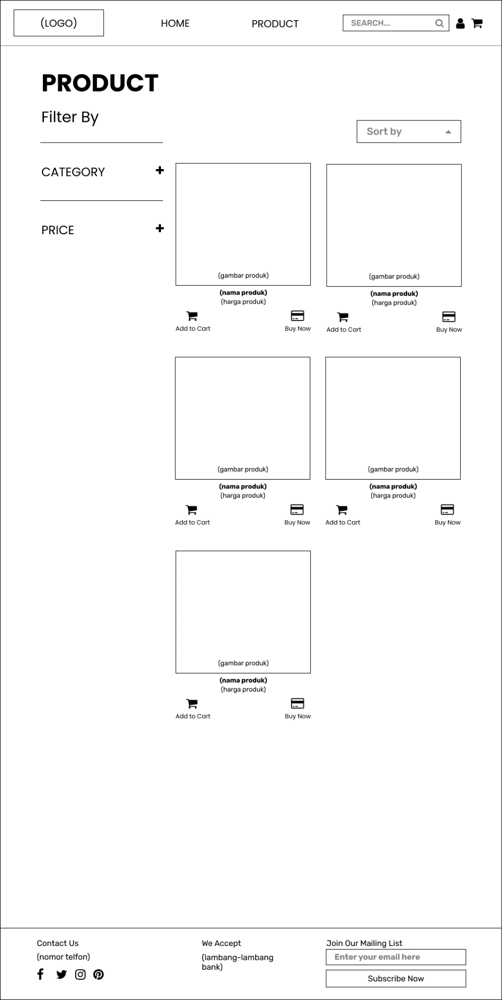 (LOGO)
HOME
PRODUCT
SEARCH...
PRODUCT
Filter By
Sort by
CATEGORY
PRICE
(gambar produk)
(nama produk)
(harga produk)
Add to Cart
Buy Now
(gambar produk)
(nama produk)
(harga produk)
Add to Cart
Buy Now
(gambar produk)
(nama produk)
(harga produk)
Add to Cart
Buy Now
(gambar produk)
(nama produk)
(harga produk)
Add to Cart
Buy Now
(gambar produk)
(nama produk)
(harga produk)
Add to Cart
Buy Now
Contact Us
(nomor telfon)
We Accept
(lambang-lambang
bank)
Join Our Mailing List
Enter your email here
Subscribe Now